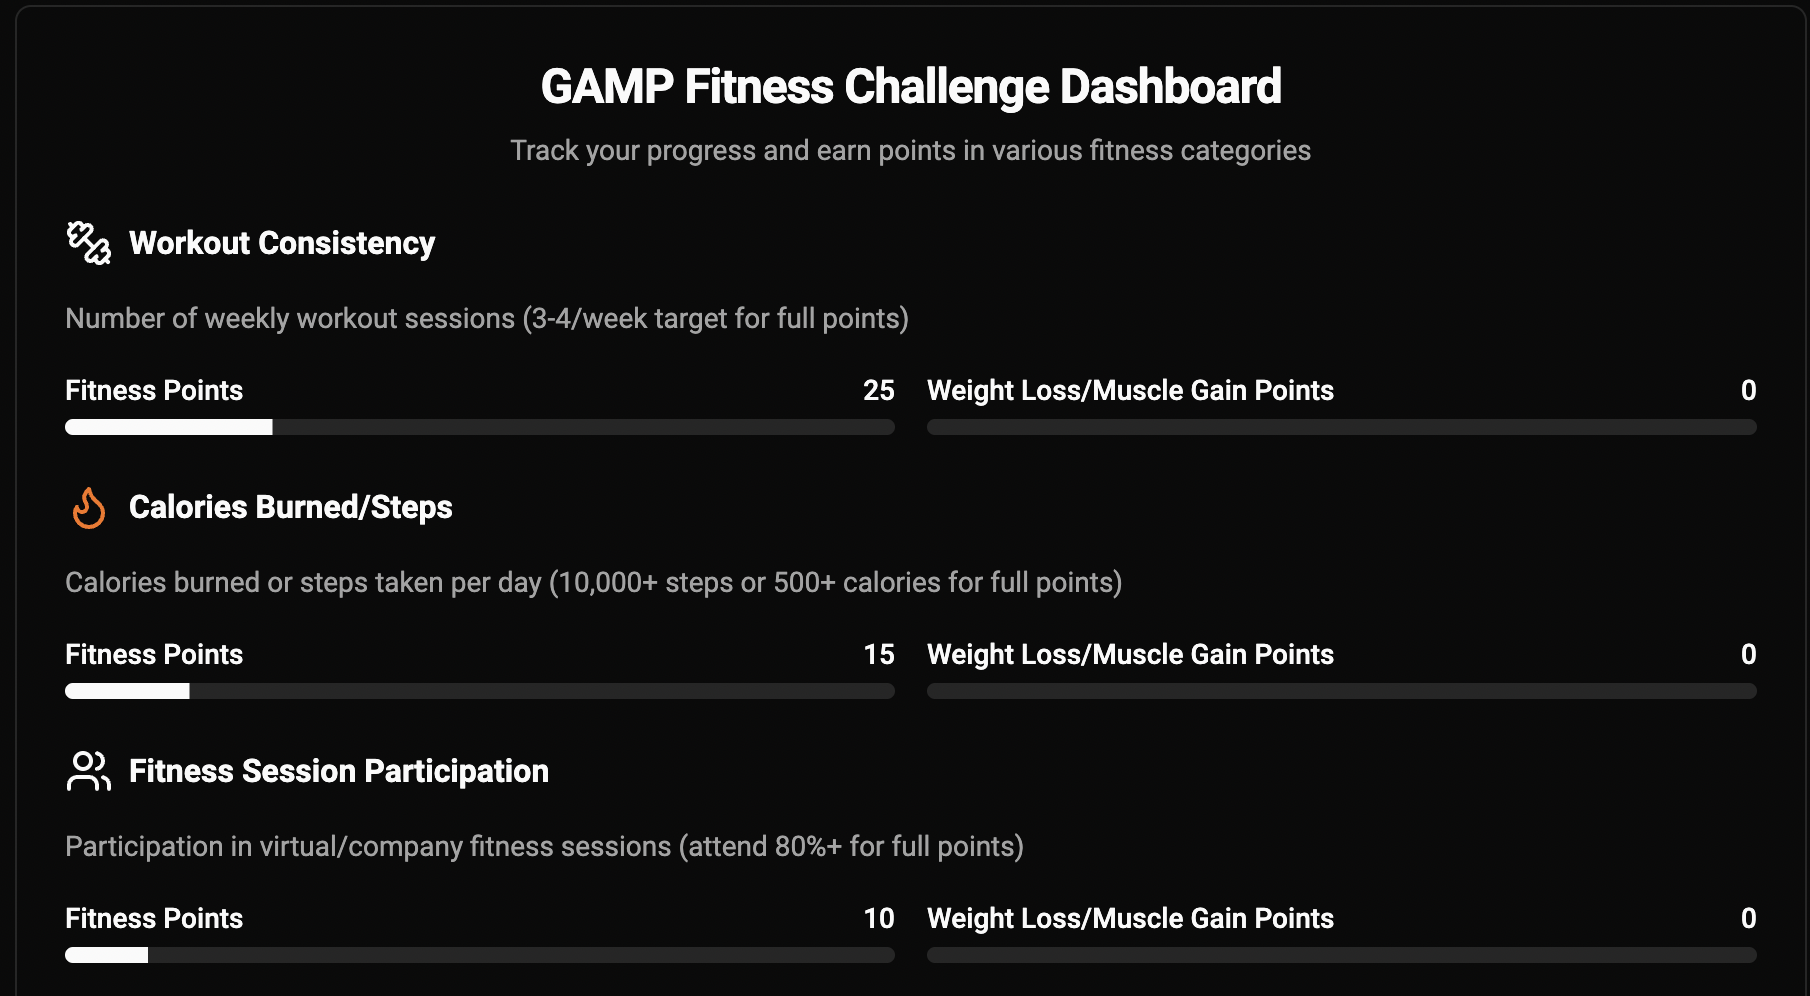 GAMP Fitness Challenge Dashboard
Track your progress and earn points in various fitness categories
Workout Consistency
Number of weekly workout sessions (3-4/week target for full points)
Fitness Points 25 Weight Loss/Muscle Gain Points 0
Calories Burned/Steps
Calories burned or steps taken per day (10,000+ steps or 500+ calories for full points)
Fitness Points 15 Weight Loss/Muscle Gain Points 0
Fitness Session Participation
Participation in virtual/company fitness sessions (attend 80%+ for full points)
Fitness Points 10 Weight Loss/Muscle Gain Points 0